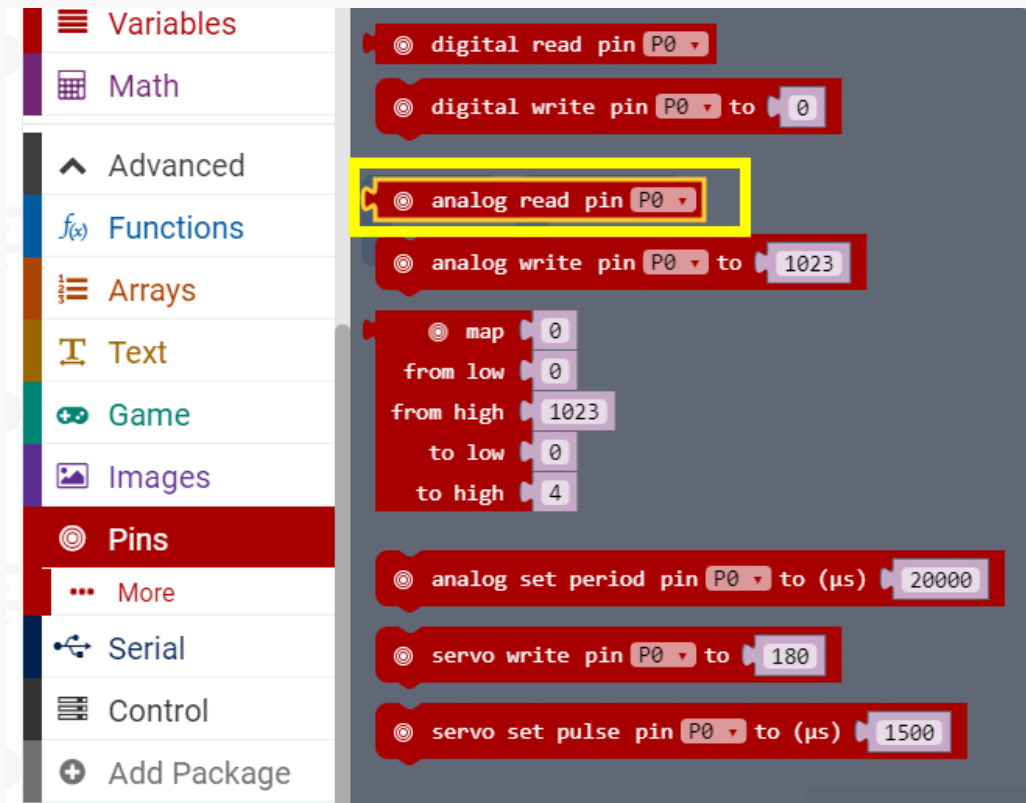 Variables
Math
Advanced
f(x) Functions
Arrays
Text
Game
Images
Pins
More
Serial
Control
Add Package
digital read pin P0
digital write pin P0 to 0
analog read pin P0
analog write pin P0 to 1023
map 0
from low 0
from high 1023
to low 0
to high 4
analog set period pin P0 to (µs) 20000
servo write pin P0 to 180
servo set pulse pin P0 to (µs) 1500